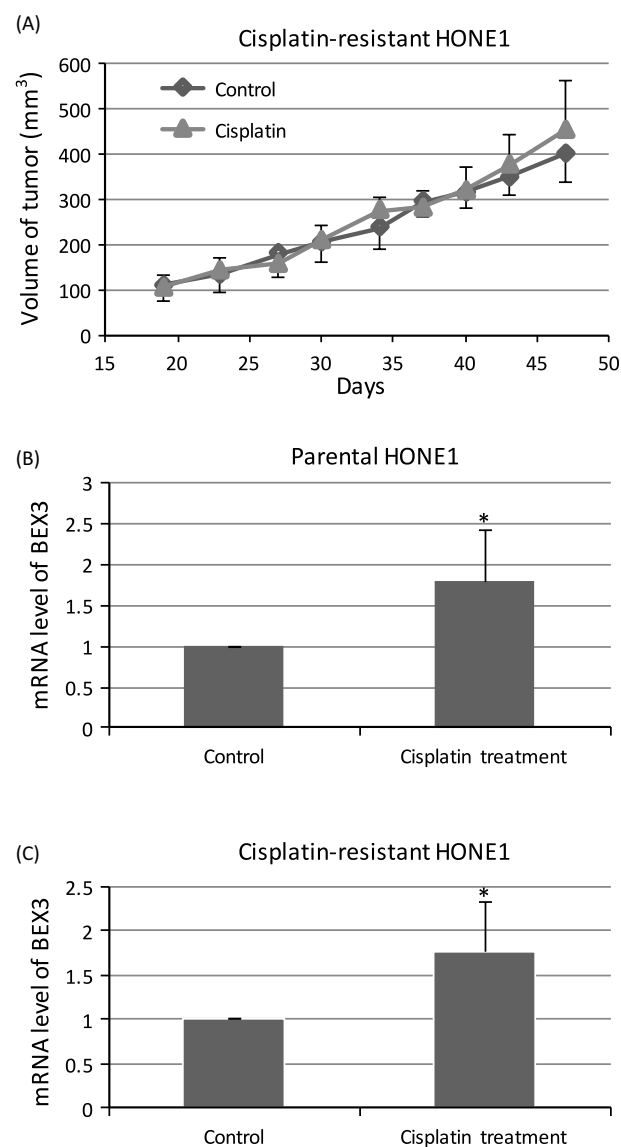 (A)
Cisplatin-resistant HONE1
Volume of tumor (mm³)
600
500
400
300
200
100
0
Control
Cisplatin
15 20 25 30 35 40 45 50
Days
(B)
Parental HONE1
mRNA level of BEX3
3
2.5
2
1.5
1
0.5
0
*
Control Cisplatin treatment
(C)
Cisplatin-resistant HONE1
mRNA level of BEX3
2.5
2
1.5
1
0.5
0
*
Control Cisplatin treatment